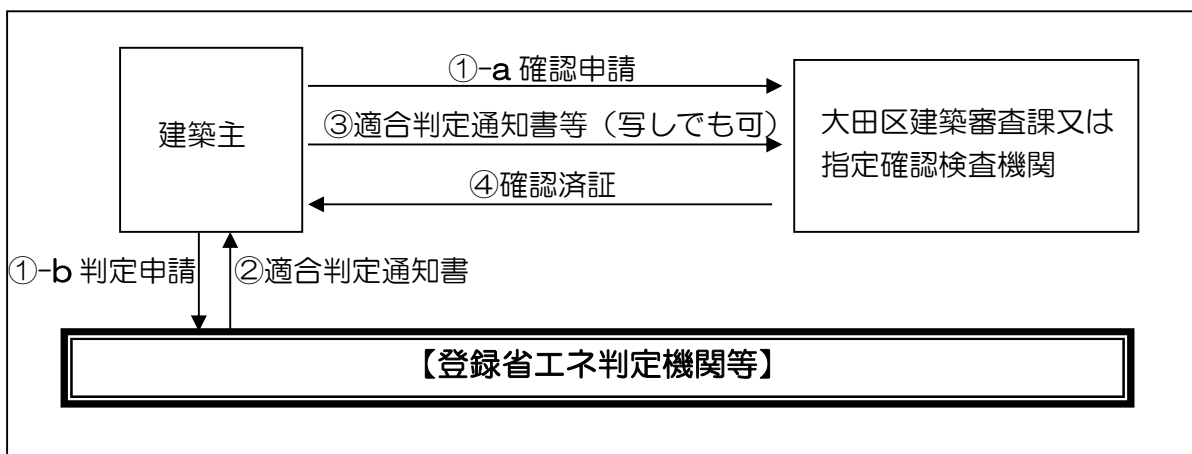 ①-a 確認申請
建築主
③適合判定通知書等（写しでも可）
大田区建築審査課又は
指定確認検査機関
④確認済証
①-b 判定申請
②適合判定通知書
【登録省エネ判定機関等】